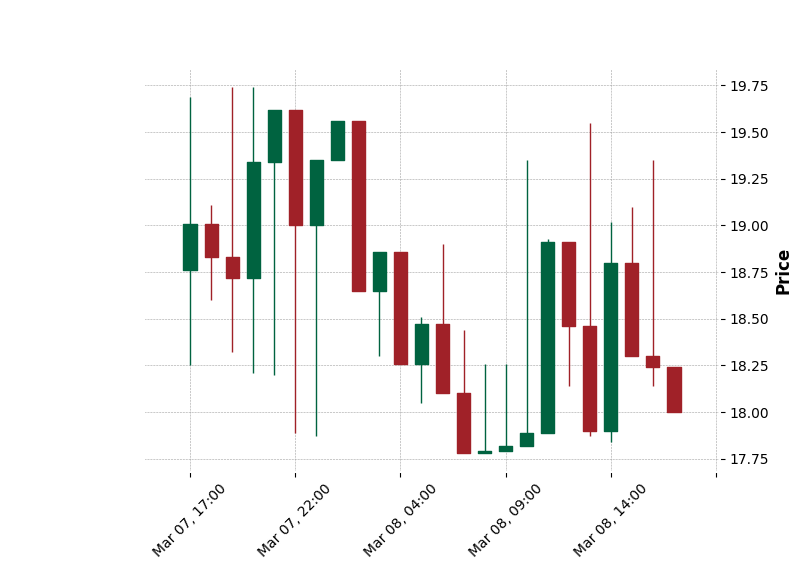 19.75
19.50
19.25
19.00
18.75
18.50
18.25
18.00
17.75
Price
Mar 07, 17:00
Mar 07, 22:00
Mar 08, 04:00
Mar 08, 09:00
Mar 08, 14:00